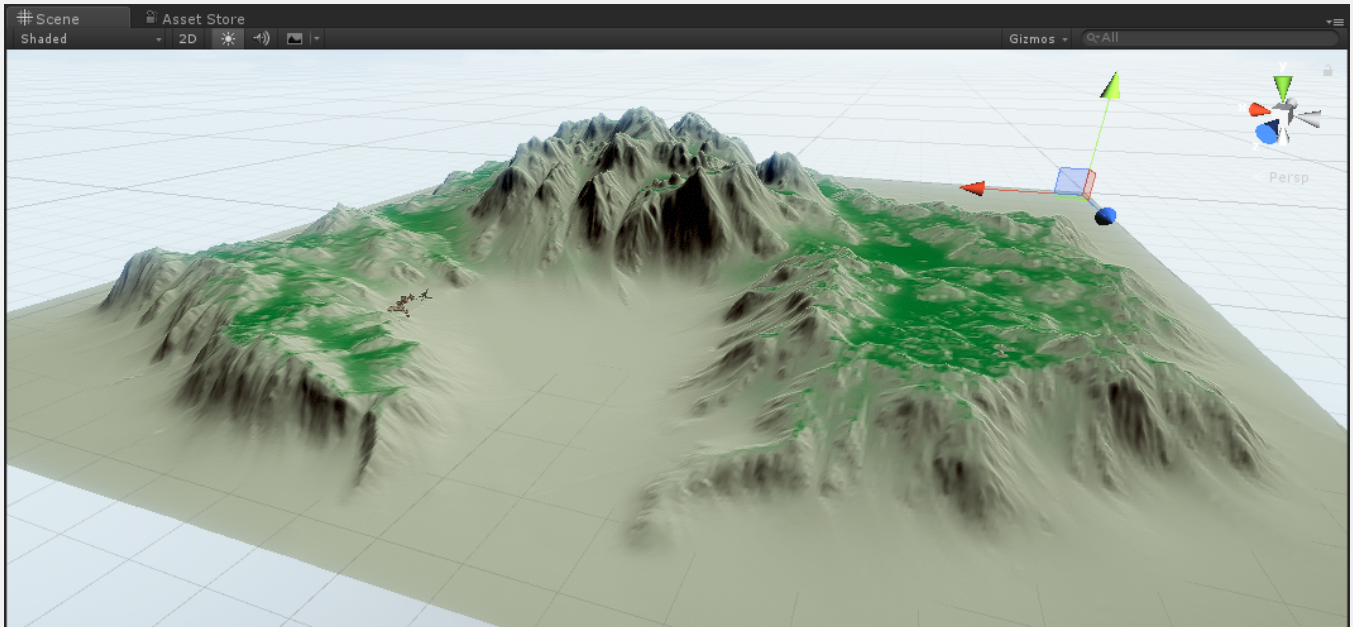 Scene
Asset Store
Shaded
2D
Gizmos
All
y
x
z
Persp